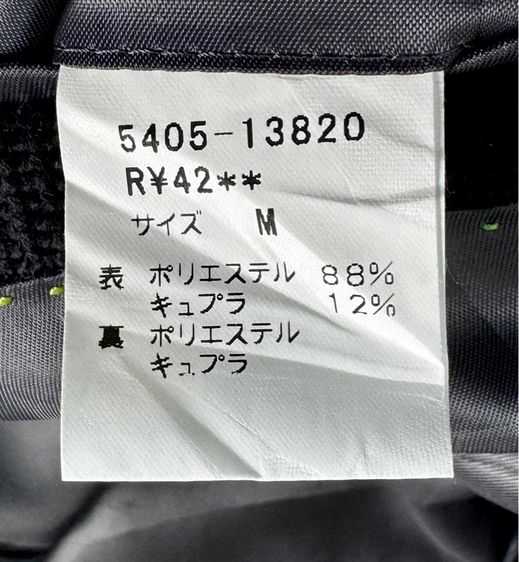 5405-13820
R¥42**
サイズ M
表 ポリエステル 88%
キュプラ 12%
裏 ポリエステル
キュプラ